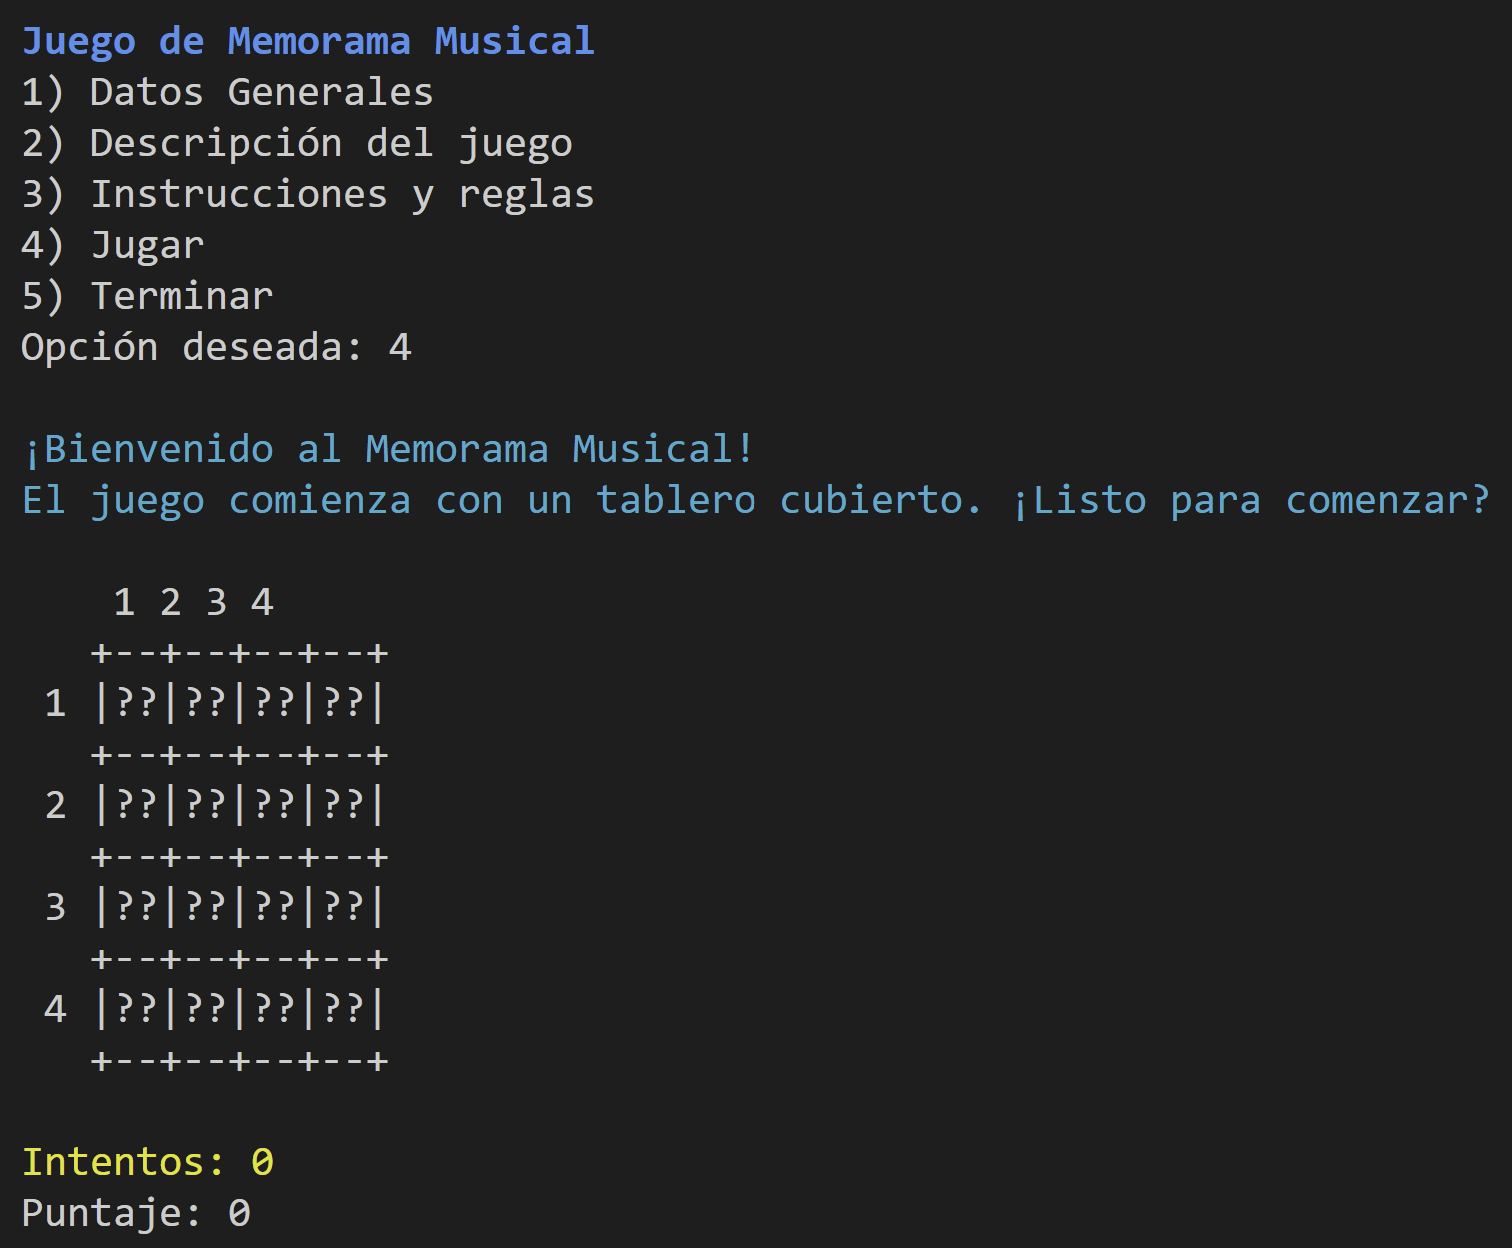 Juego de Memorama Musical
1) Datos Generales
2) Descripción del juego
3) Instrucciones y reglas
4) Jugar
5) Terminar
Opción deseada: 4
¡Bienvenido al Memorama Musical!
El juego comienza con un tablero cubierto. ¡Listo para comenzar?
    1 2 3 4
   +--+--+--+--+
 1 |??|??|??|??|
   +--+--+--+--+
 2 |??|??|??|??|
   +--+--+--+--+
 3 |??|??|??|??|
   +--+--+--+--+
 4 |??|??|??|??|
   +--+--+--+--+
Intentos: 0
Puntaje: 0